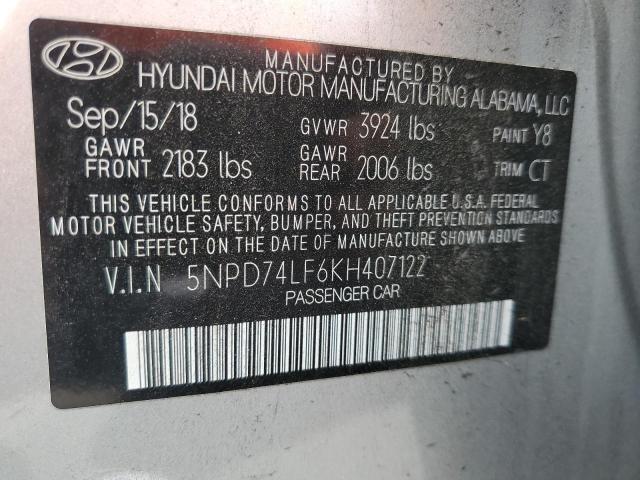 MANUFACTURED BY
HYUNDAI MOTOR MANUFACTURING ALABAMA, LLC
Sep/15/18 GVWR 3924 lbs PAINT Y8
GAWR FRONT 2183 lbs GAWR REAR 2006 lbs TRIM CT
THIS VEHICLE CONFORMS TO ALL APPLICABLE U.S.A. FEDERAL
MOTOR VEHICLE SAFETY, BUMPER, AND THEFT PREVENTION STANDARDS
IN EFFECT ON THE DATE OF MANUFACTURE SHOWN ABOVE.
V.I.N 5NPD74LF6KH407122
PASSENGER CAR